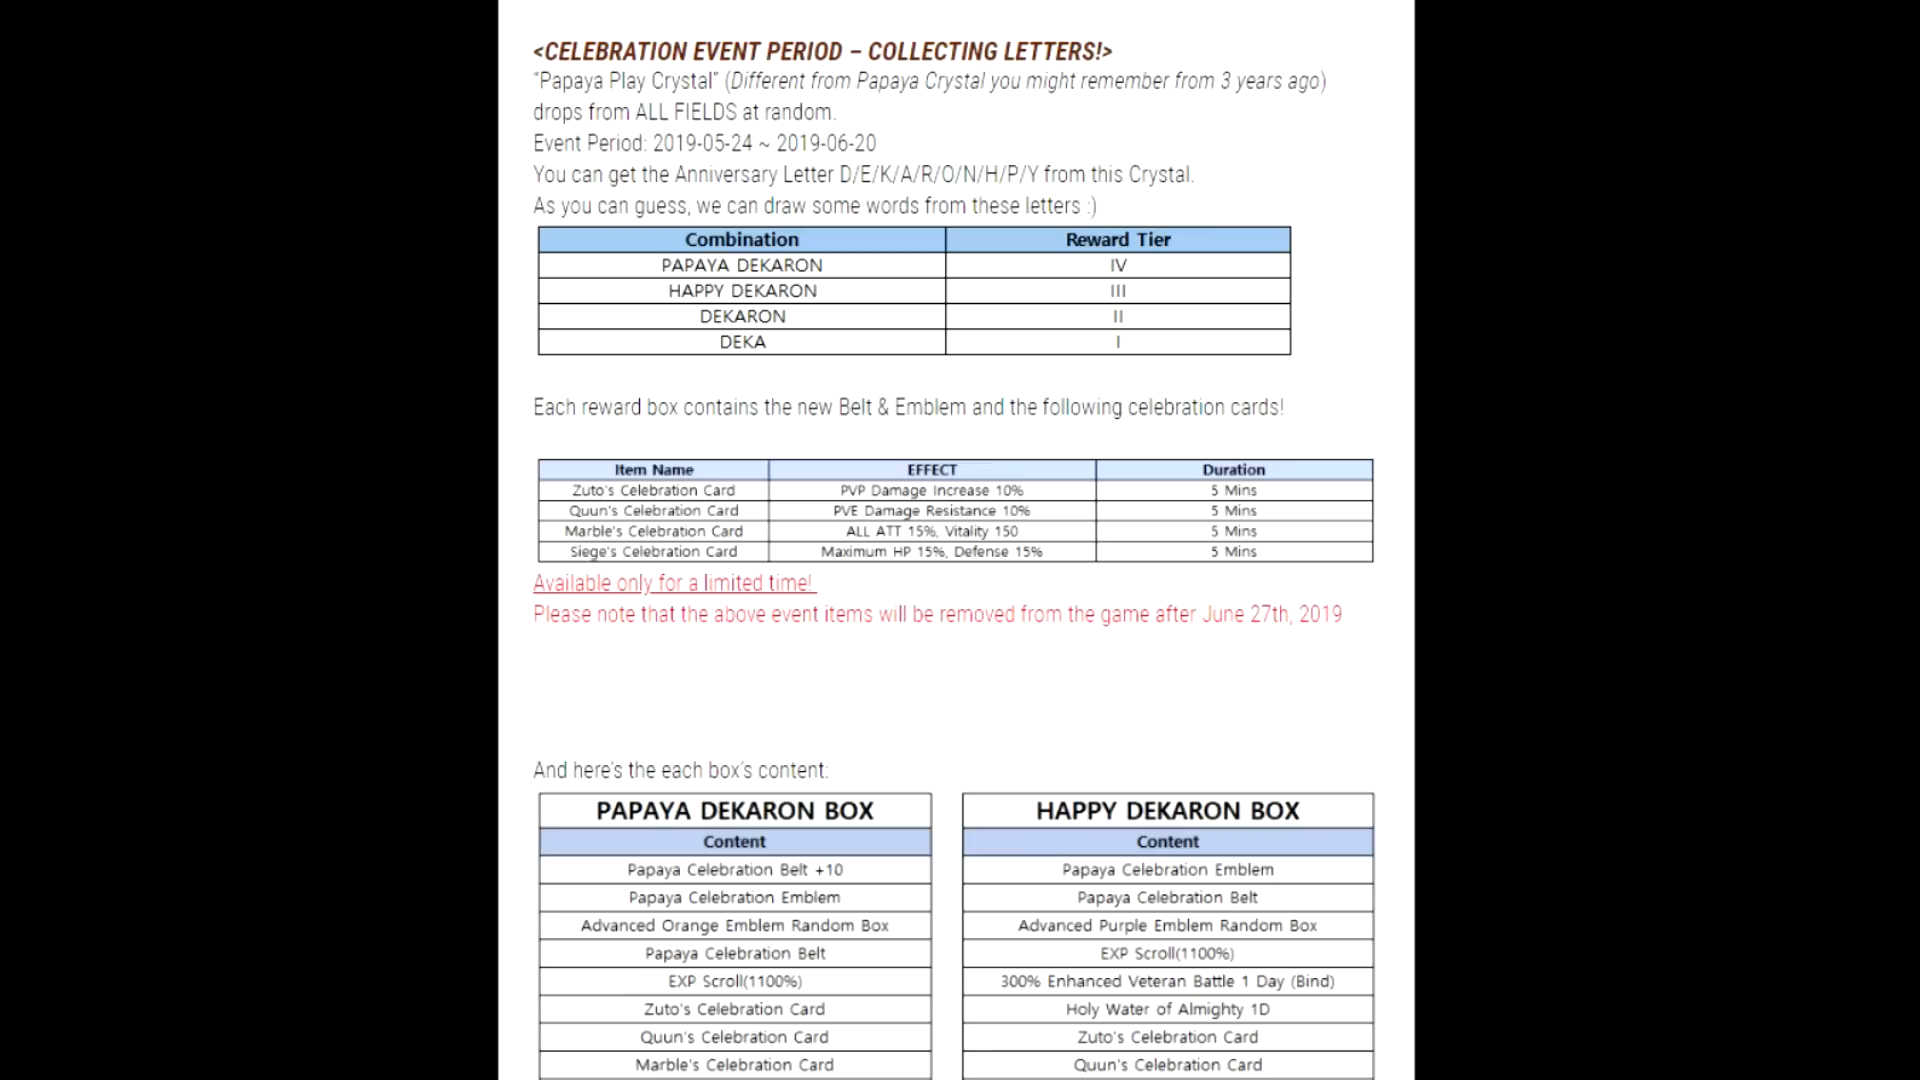 <CELEBRATION EVENT PERIOD – COLLECTING LETTERS!>
“Papaya Play Crystal” (Different from Papaya Crystal you might remember from 3 years ago)
drops from ALL FIELDS at random.
Event Period: 2019-05-24 ~ 2019-06-20
You can get the Anniversary Letter D/E/K/A/R/O/N/H/P/Y from this Crystal.
As you can guess, we can draw some words from these letters :)
Combination Reward Tier
PAPAYA DEKARON IV
HAPPY DEKARON III
DEKARON II
DEKA I
Each reward box contains the new Belt & Emblem and the following celebration cards!
Item Name EFFECT Duration
Zuto's Celebration Card PVP Damage Increase 10% 5 Mins
Quun's Celebration Card PVE Damage Resistance 10% 5 Mins
Marble's Celebration Card ALL ATT 15%, Vitality 150 5 Mins
Siege's Celebration Card Maximum HP 15%, Defense 15% 5 Mins
Available only for a limited time!
Please note that the above event items will be removed from the game after June 27th, 2019
And here’s the each box’s content:
PAPAYA DEKARON BOX HAPPY DEKARON BOX
Content Content
Papaya Celebration Belt +10 Papaya Celebration Emblem
Papaya Celebration Emblem Papaya Celebration Belt
Advanced Orange Emblem Random Box Advanced Purple Emblem Random Box
Papaya Celebration Belt EXP Scroll(1100%)
EXP Scroll(1100%) 300% Enhanced Veteran Battle 1 Day (Bind)
Zuto's Celebration Card Holy Water of Almighty 1D
Quun's Celebration Card Zuto's Celebration Card
Marble's Celebration Card Quun's Celebration Card